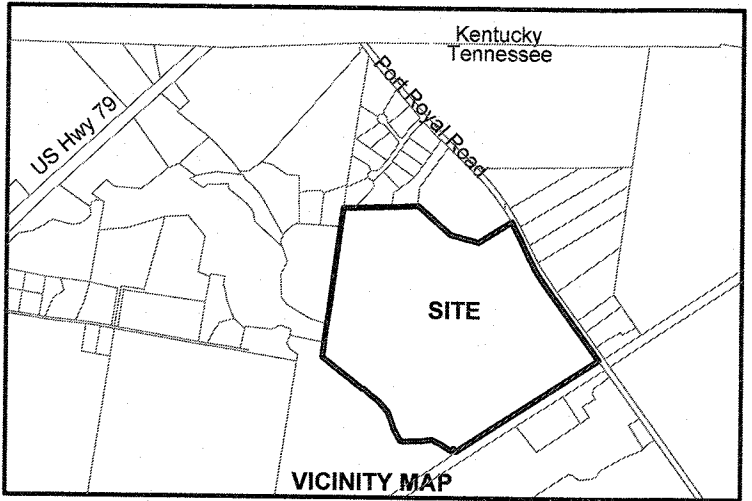 Kentucky
Tennessee
US Hwy 79
Port Royal Road
SITE
VICINITY MAP